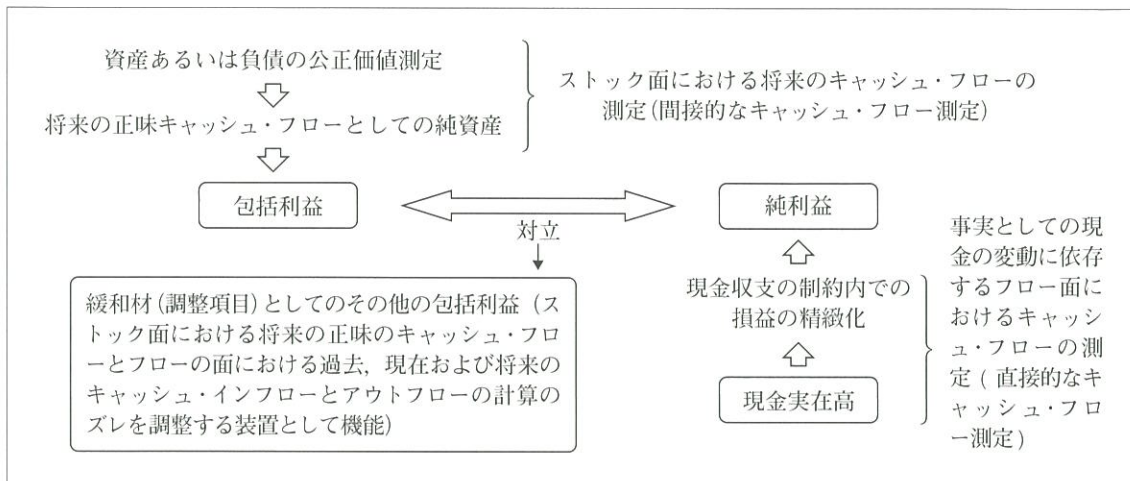 資産あるいは負債の公正価値測定
将来の正味キャッシュ・フローとしての純資産
ストック面における将来のキャッシュ・フローの
測定(間接的なキャッシュ・フロー測定)
包括利益
対立
純利益
緩和材(調整項目)としてのその他の包括利益(ス
トック面における将来の正味のキャッシュ・フロ
ーとフローの面における過去,現在および将来の
キャッシュ・インフローとアウトフローの計算の
ズレを調整する装置として機能)
現金収支の制約内での
損益の精緻化
現金実在高
事実としての現
金の変動に依存
するフロー面に
おけるキャッシ
ュ・フローの測
定(直接的なキ
ャッシュ・フロ
ー測定)